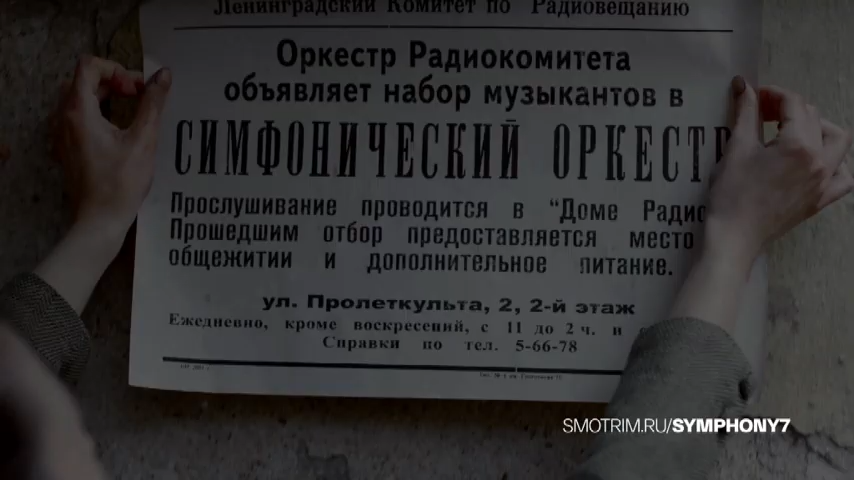 Ленинградский Комитет по Радиовещанию
Оркестр Радиокомитета
объявляет набор музыкантов в
СИМФОНИЧЕСКИЙ ОРКЕСТР
Прослушивание проводится в "Доме Радио
Прошедшим отбор предоставляется место
общежитии и дополнительное питание.
ул. Пролеткульта, 2, 2-й этаж
Ежедневно, кроме воскресений, с 11 до 2 ч. и
Справки по тел. 5-66-78
SMOTRIM.RU/SYMPHONY7